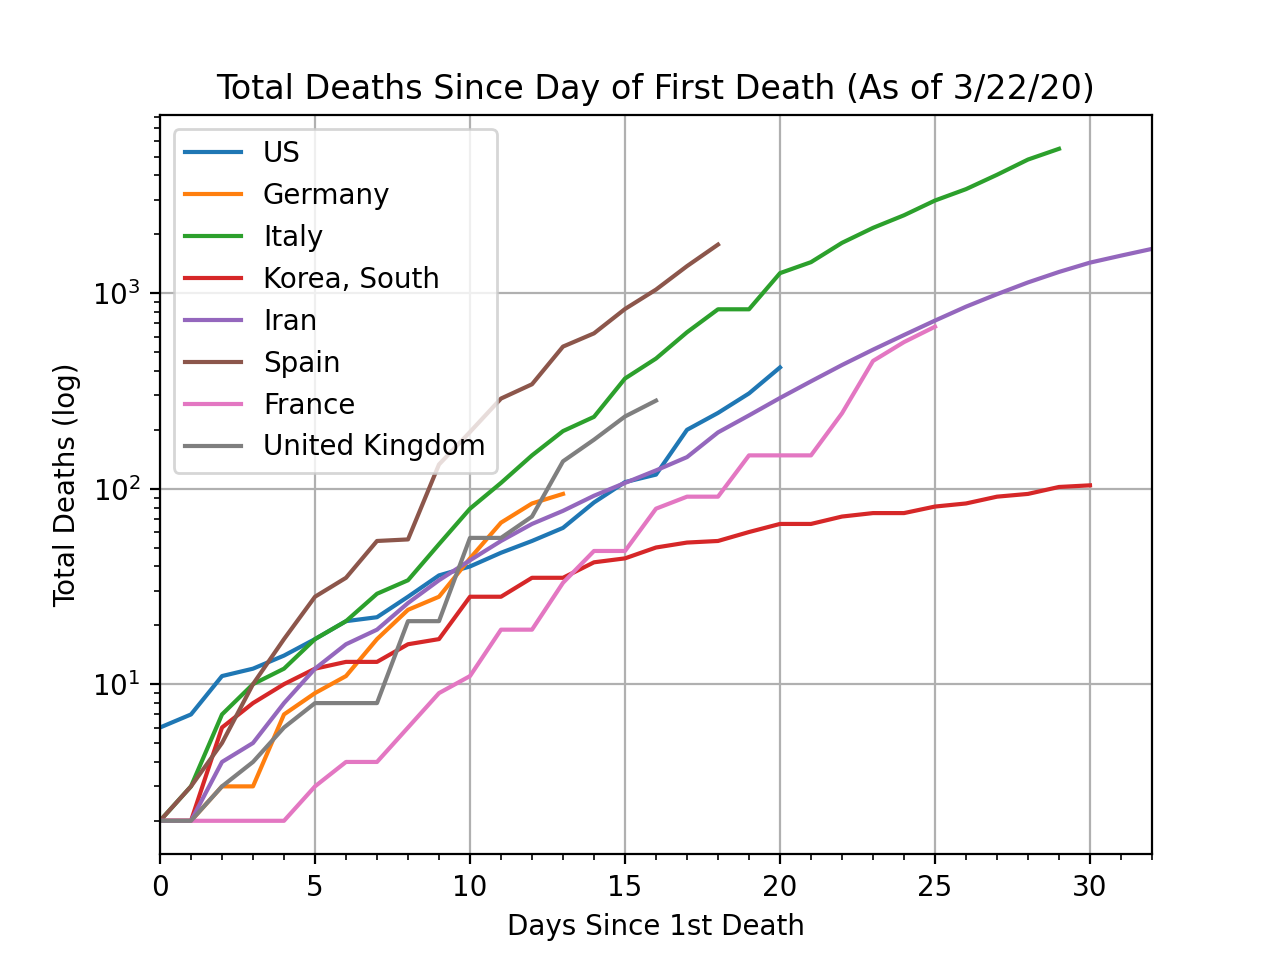 Total Deaths Since Day of First Death (As of 3/22/20)
US
Germany
Italy
Korea, South
Iran
Spain
France
United Kingdom
Total Deaths (log)
10³
10²
10¹
0 5 10 15 20 25 30
Days Since 1st Death